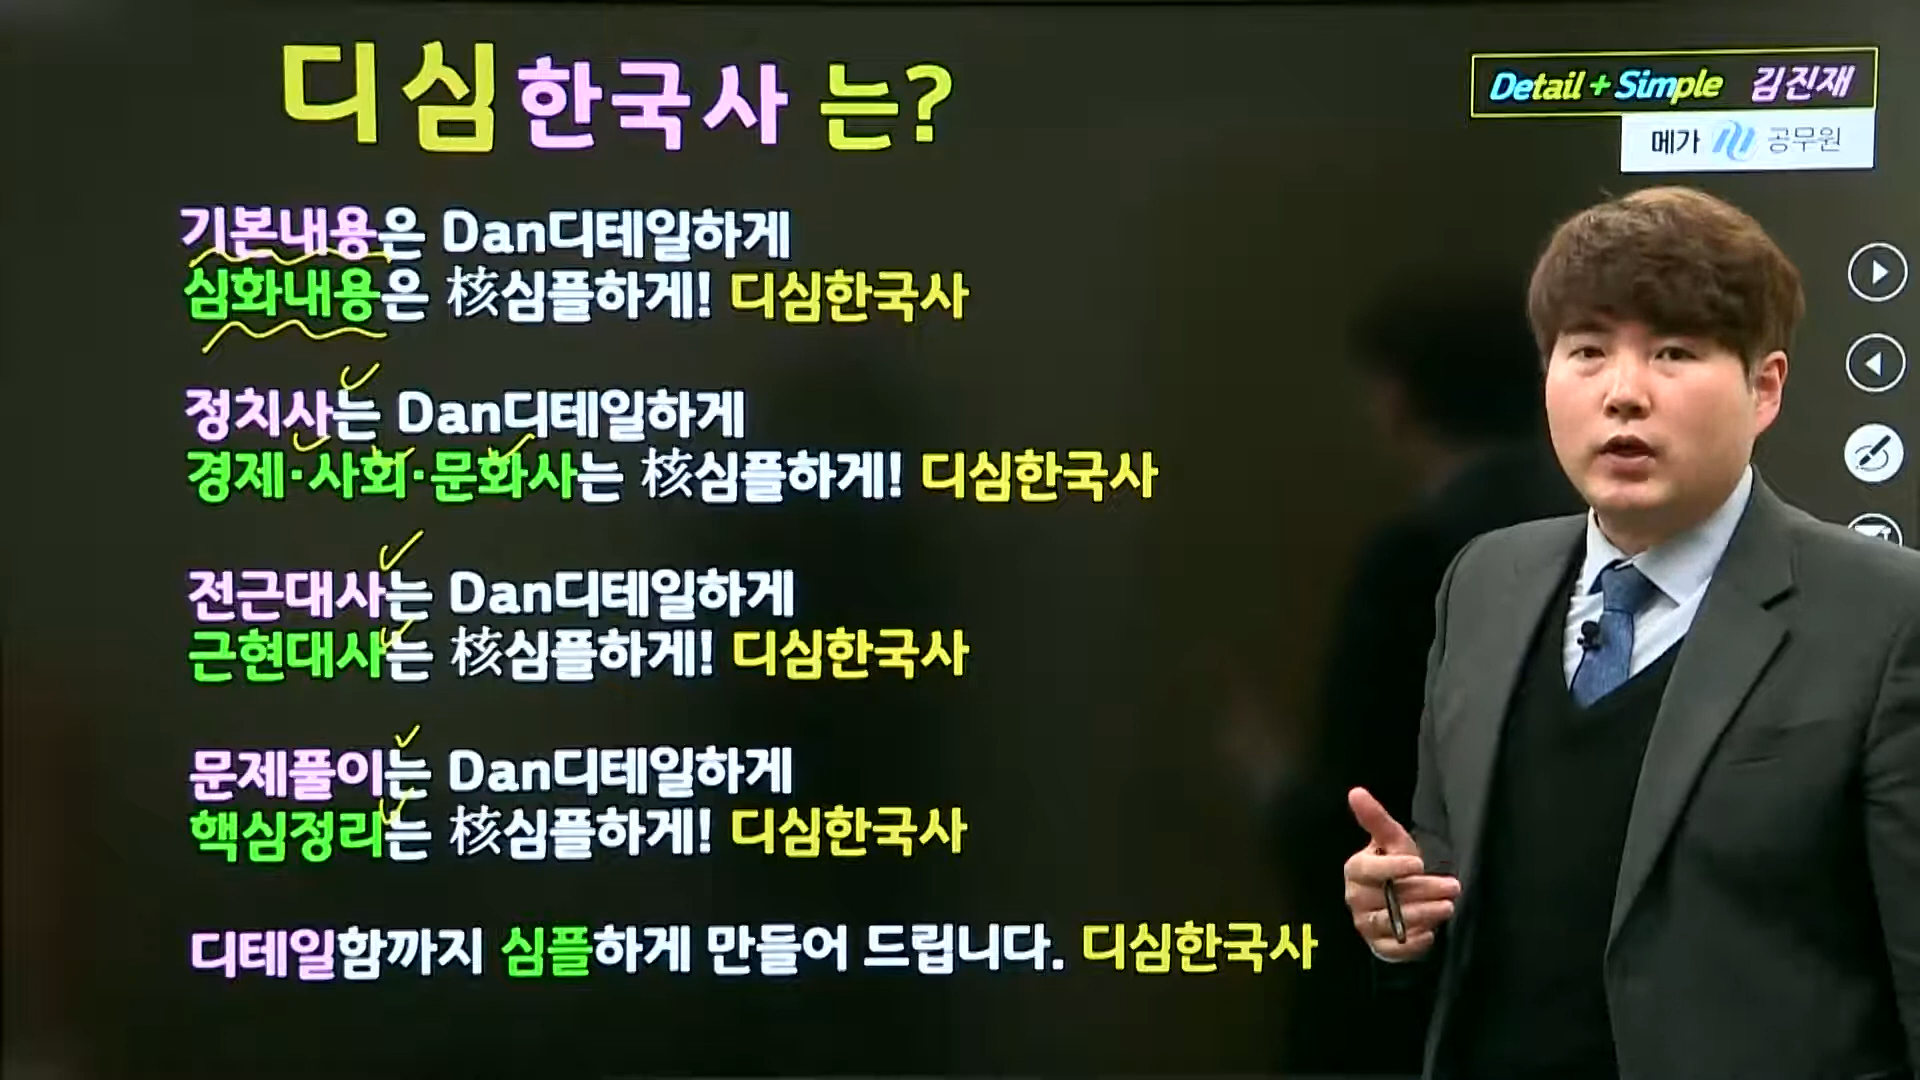 디심한국사는?
Detail + Simple 김진재
메가 공무원
기본내용은 Dan디테일하게
심화내용은 核심플하게! 디심한국사
정치사는 Dan디테일하게
경제·사회·문화사는 核심플하게! 디심한국사
전근대사는 Dan디테일하게
근현대사는 核심플하게! 디심한국사
문제풀이는 Dan디테일하게
핵심정리는 核심플하게! 디심한국사
디테일함까지 심플하게 만들어 드립니다. 디심한국사